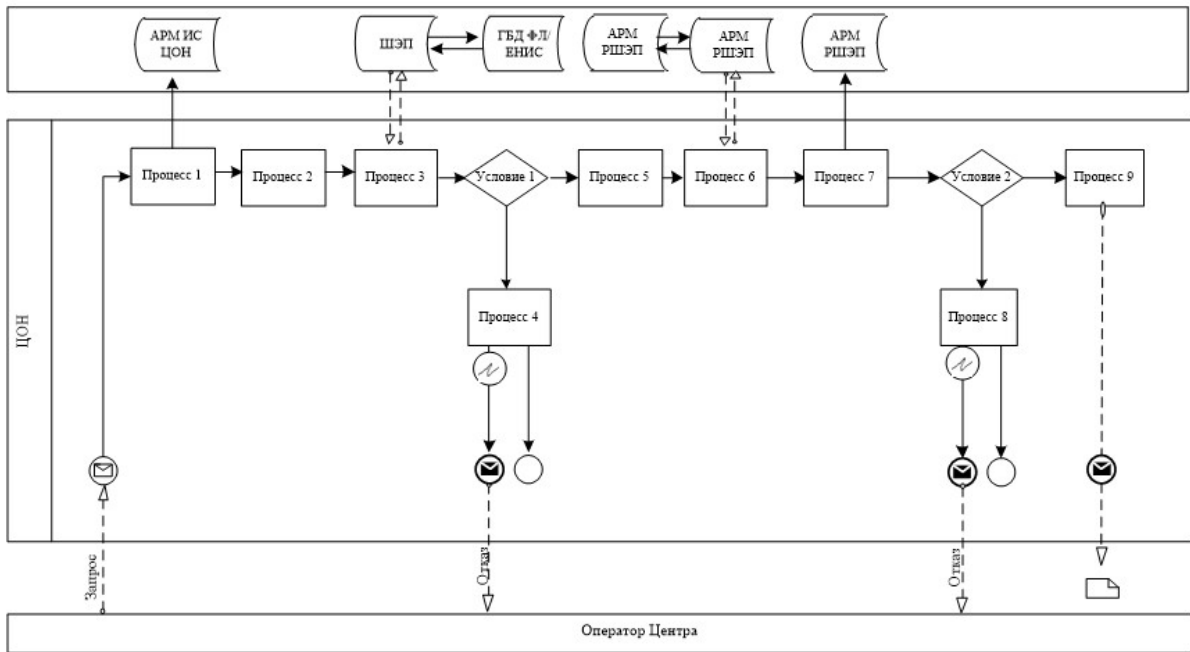 АРМ ИС
ЦОН
ШЭП
ГБД ФЛ/
ЕНИС
АРМ
РШЭП
АРМ
РШЭП
АРМ
РШЭП
ЦОН
Процесс 1
Процесс 2
Процесс 3
Условие 1
Процесс 5
Процесс 6
Процесс 7
Условие 2
Процесс 9
Процесс 4
Процесс 8
Запрос
Отказ
Отказ
Оператор Центра